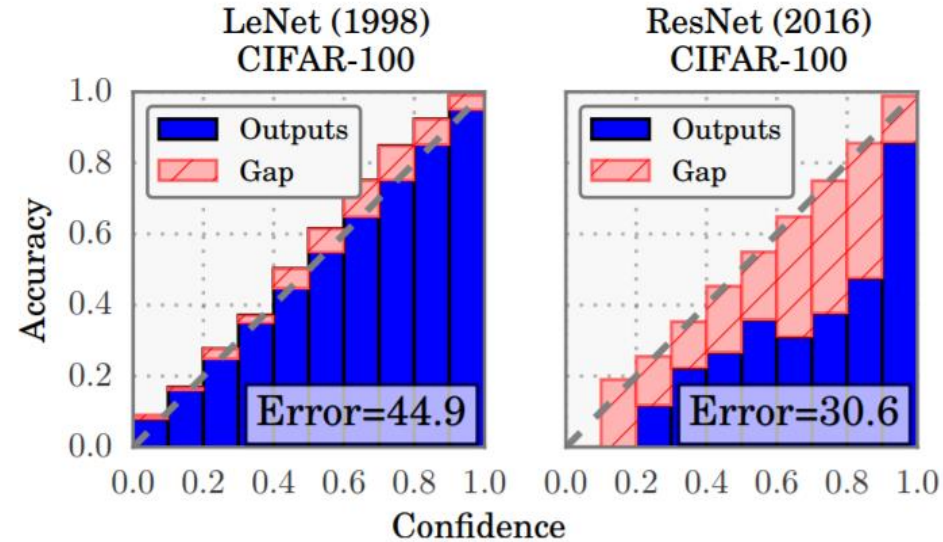 LeNet (1998)
CIFAR-100
ResNet (2016)
CIFAR-100
Accuracy
1.0
0.8
0.6
0.4
0.2
0.0
Outputs
Gap
Error=44.9
Outputs
Gap
Error=30.6
0.0 0.2 0.4 0.6 0.8 1.0
0.0 0.2 0.4 0.6 0.8 1.0
Confidence